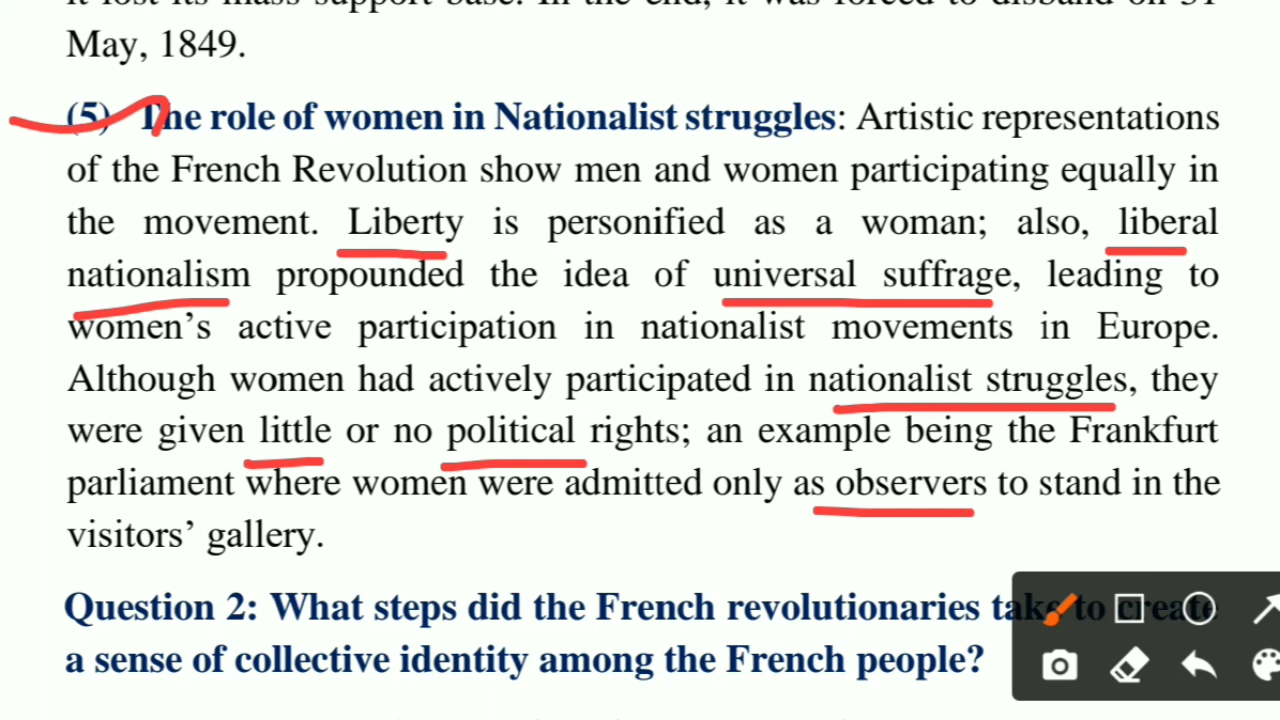 May, 1849.
(5) The role of women in Nationalist struggles: Artistic representations
of the French Revolution show men and women participating equally in
the movement. Liberty is personified as a woman; also, liberal
nationalism propounded the idea of universal suffrage, leading to
women’s active participation in nationalist movements in Europe.
Although women had actively participated in nationalist struggles, they
were given little or no political rights; an example being the Frankfurt
parliament where women were admitted only as observers to stand in the
visitors’ gallery.
Question 2: What steps did the French revolutionaries take to create
a sense of collective identity among the French people?